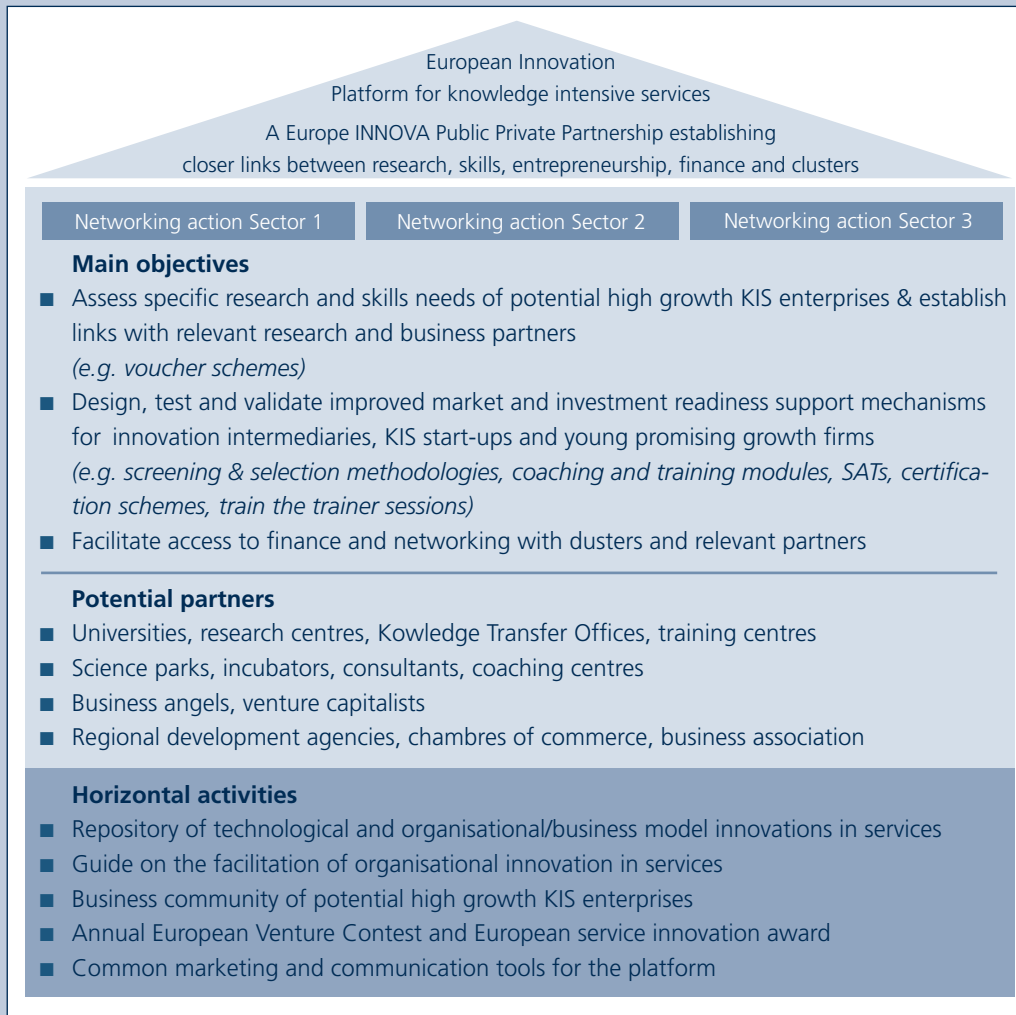 European Innovation
Platform for knowledge intensive services
A Europe INNOVA Public Private Partnership establishing
closer links between research, skills, entrepreneurship, finance and clusters
Networking action Sector 1
Networking action Sector 2
Networking action Sector 3
Main objectives
■ Assess specific research and skills needs of potential high growth KIS enterprises & establish
links with relevant research and business partners
(e.g. voucher schemes)
■ Design, test and validate improved market and investment readiness support mechanisms
for innovation intermediaries, KIS start-ups and young promising growth firms
(e.g. screening & selection methodologies, coaching and training modules, SATs, certifica-
tion schemes, train the trainer sessions)
■ Facilitate access to finance and networking with dusters and relevant partners
Potential partners
■ Universities, research centres, Kowledge Transfer Offices, training centres
■ Science parks, incubators, consultants, coaching centres
■ Business angels, venture capitalists
■ Regional development agencies, chambres of commerce, business association
Horizontal activities
■ Repository of technological and organisational/business model innovations in services
■ Guide on the facilitation of organisational innovation in services
■ Business community of potential high growth KIS enterprises
■ Annual European Venture Contest and European service innovation award
■ Common marketing and communication tools for the platform